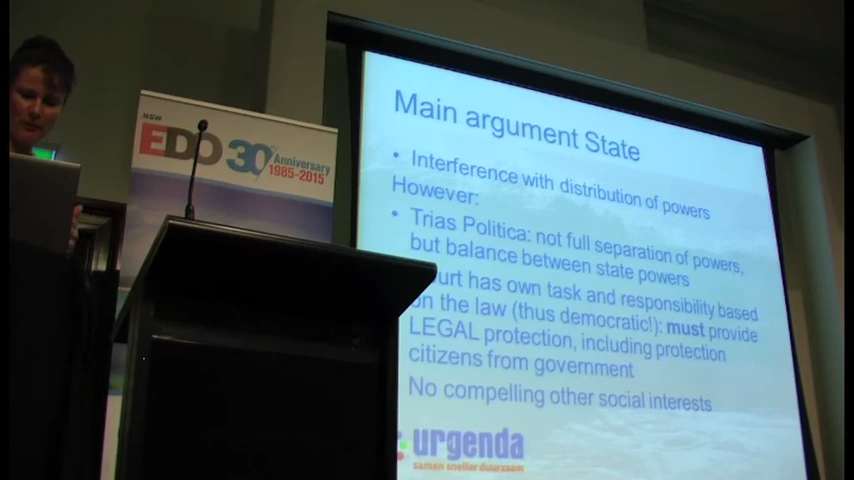 NSW
EDO 30 Anniversary
1985-2015
Main argument State
• Interference with distribution of powers
However:
• Trias Politica: not full separation of powers,
but balance between state powers
urt has own task and responsibility based
on the law (thus democratic!): must provide
LEGAL protection, including protection
citizens from government
No compelling other social interests
urgenda
samen sneller duurzaam